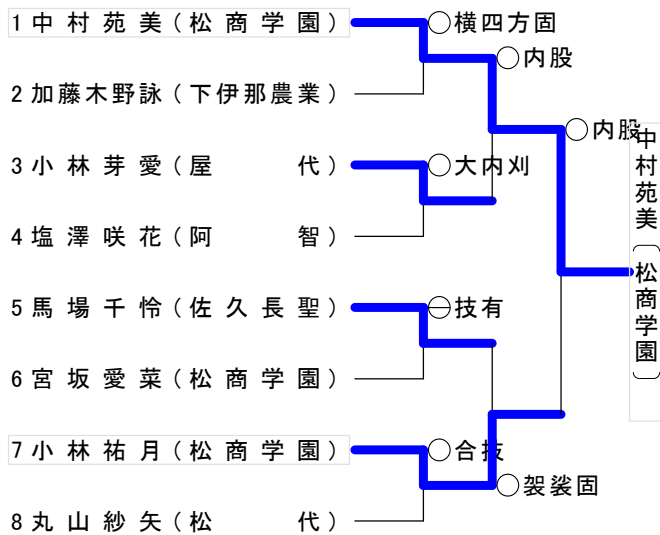 1 中村苑美(松商学園) ○横四方固
○内股
2 加藤木野詠(下伊那農業)
○内股
3 小林芽愛(屋代) ○大内刈
4 塩澤咲花(阿智)
中村苑美(松商学園)
5 馬場千怜(佐久長聖) ㊀技有
6 宮坂愛菜(松商学園)
7 小林祐月(松商学園) ○合技
○袈裟固
8 丸山紗矢(松代)